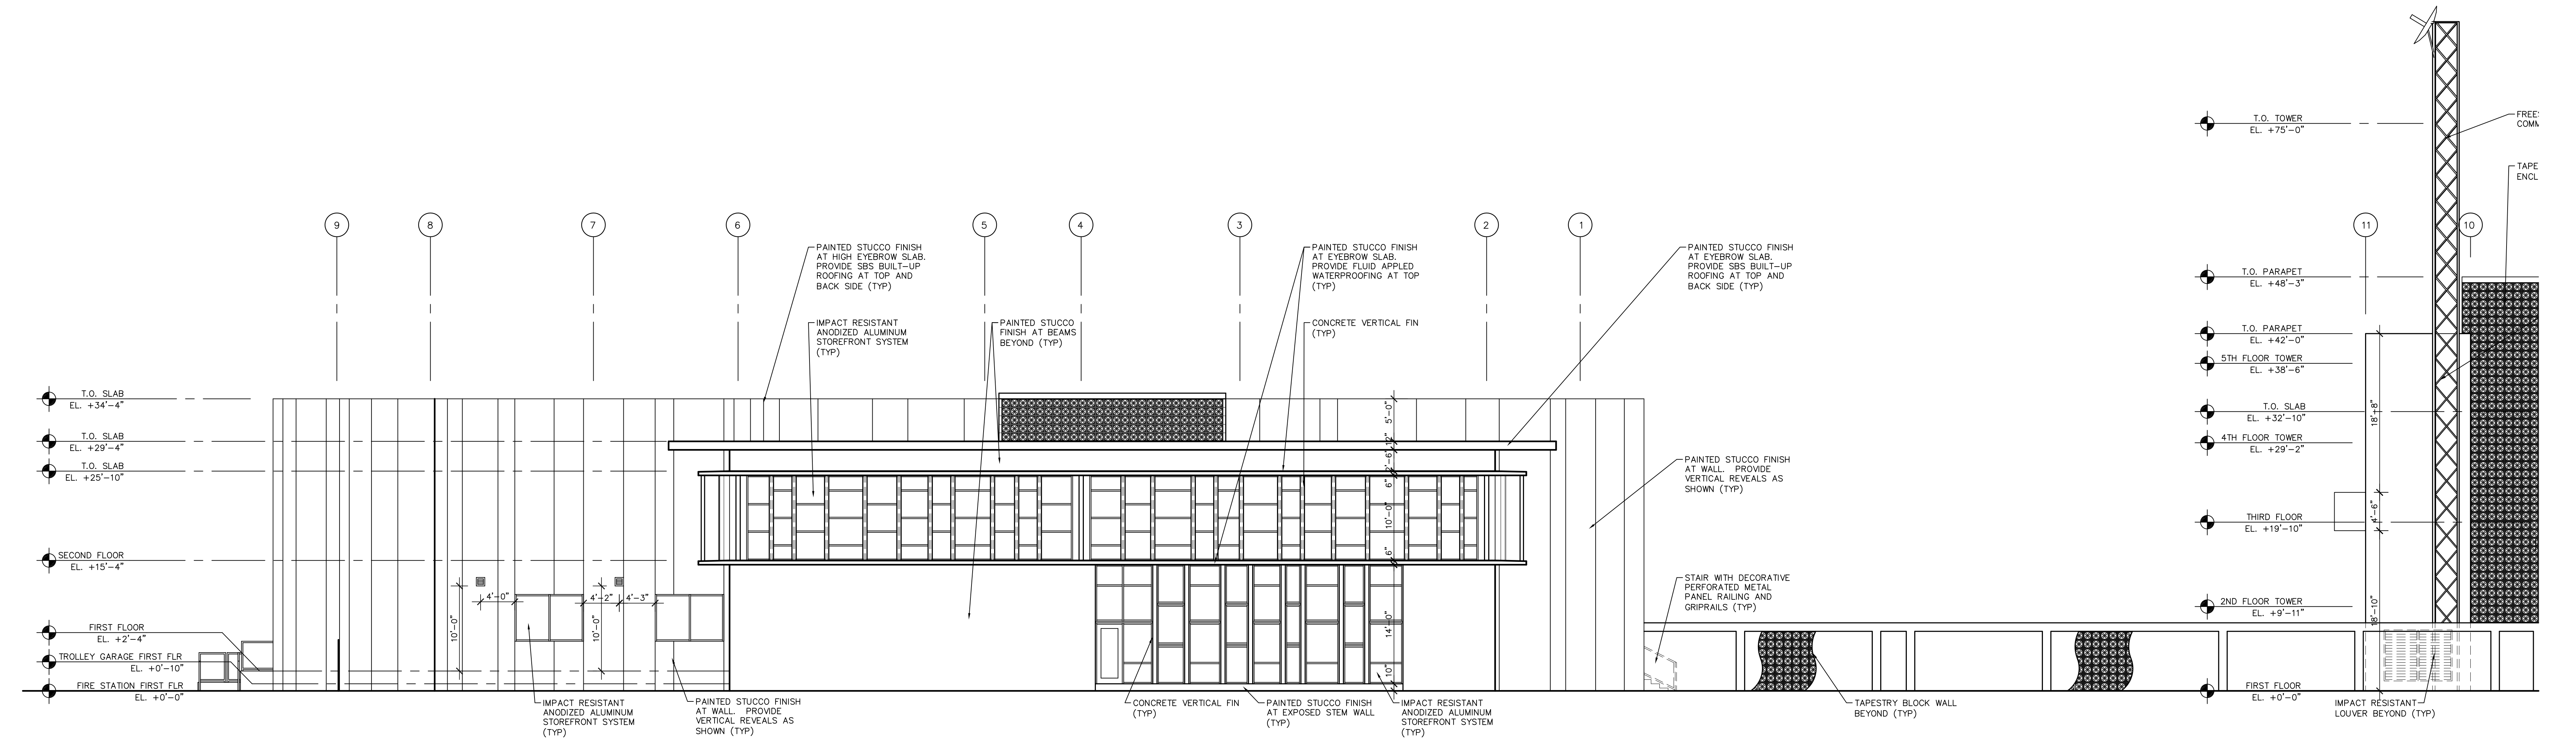 T.O. TOWER
EL. +75'-0"
FREE
COMM
TAPE
ENCL
9
8
7
6
5
4
3
2
1
11
10
PAINTED STUCCO FINISH
AT HIGH EYEBROW SLAB.
PROVIDE SBS BUILT-UP
ROOFING AT TOP AND
BACK SIDE (TYP)
PAINTED STUCCO FINISH
AT EYEBROW SLAB.
PROVIDE FLUID APPLED
WATERPROOFING AT TOP
(TYP)
PAINTED STUCCO FINISH
AT EYEBROW SLAB.
PROVIDE SBS BUILT-UP
ROOFING AT TOP AND
BACK SIDE (TYP)
T.O. PARAPET
EL. +48'-3"
IMPACT RESISTANT
ANODIZED ALUMINUM
STOREFRONT SYSTEM
(TYP)
PAINTED STUCCO
FINISH AT BEAMS
BEYOND (TYP)
CONCRETE VERTICAL FIN
(TYP)
T.O. PARAPET
EL. +42'-0"
5TH FLOOR TOWER
EL. +38'-6"
T.O. SLAB
EL. +34'-4"
T.O. SLAB
EL. +32'-10"
T.O. SLAB
EL. +29'-4"
4TH FLOOR TOWER
EL. +29'-2"
T.O. SLAB
EL. +25'-10"
5'-0"
12"
2'-6"
6"
10'-0"
6"
14'-0"
10"
18'-8"
4'-6"
18'-10"
PAINTED STUCCO FINISH
AT WALL. PROVIDE
VERTICAL REVEALS AS
SHOWN (TYP)
THIRD FLOOR
EL. +19'-10"
SECOND FLOOR
EL. +15'-4"
STAIR WITH DECORATIVE
PERFORATED METAL
PANEL RAILING AND
GRIPRAILS (TYP)
2ND FLOOR TOWER
EL. +9'-11"
4'-0"
4'-2"
4'-3"
10'-0"
10'-0"
FIRST FLOOR
EL. +2'-4"
TROLLEY GARAGE FIRST FLR
EL. +0'-10"
FIRE STATION FIRST FLR
EL. +0'-0"
FIRST FLOOR
EL. +0'-0"
IMPACT RESISTANT
ANODIZED ALUMINUM
STOREFRONT SYSTEM
(TYP)
PAINTED STUCCO FINISH
AT WALL. PROVIDE
VERTICAL REVEALS AS
SHOWN (TYP)
CONCRETE VERTICAL FIN
(TYP)
PAINTED STUCCO FINISH
AT EXPOSED STEM WALL
(TYP)
IMPACT RESISTANT
ANODIZED ALUMINUM
STOREFRONT SYSTEM
(TYP)
TAPESTRY BLOCK WALL
BEYOND (TYP)
IMPACT RESISTANT
LOUVER BEYOND (TYP)